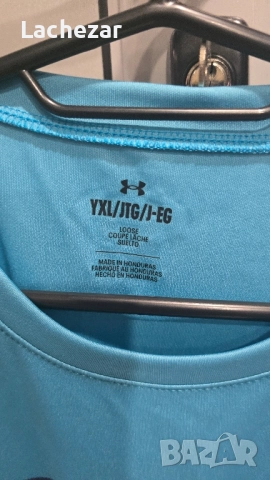 Lachezar
YXL/JTG/J-EG
LOOSE
COUPE LÂCHE
SUELTO
MADE IN HONDURAS
FABRIQUÉ AU HONDURAS
HECHO EN HONDURAS
BAZAR